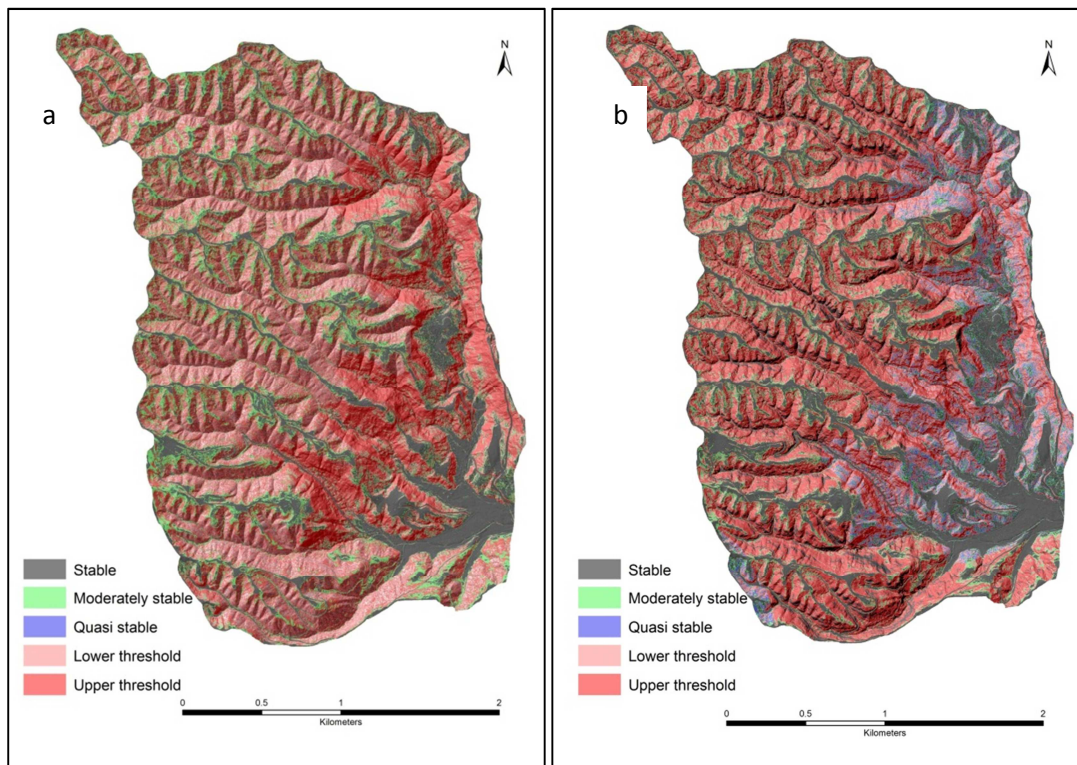 N
a
Stable
Moderately stable
Quasi stable
Lower threshold
Upper threshold
0 0.5 1 2
Kilometers
N
b
Stable
Moderately stable
Quasi stable
Lower threshold
Upper threshold
0 0.5 1 2
Kilometers